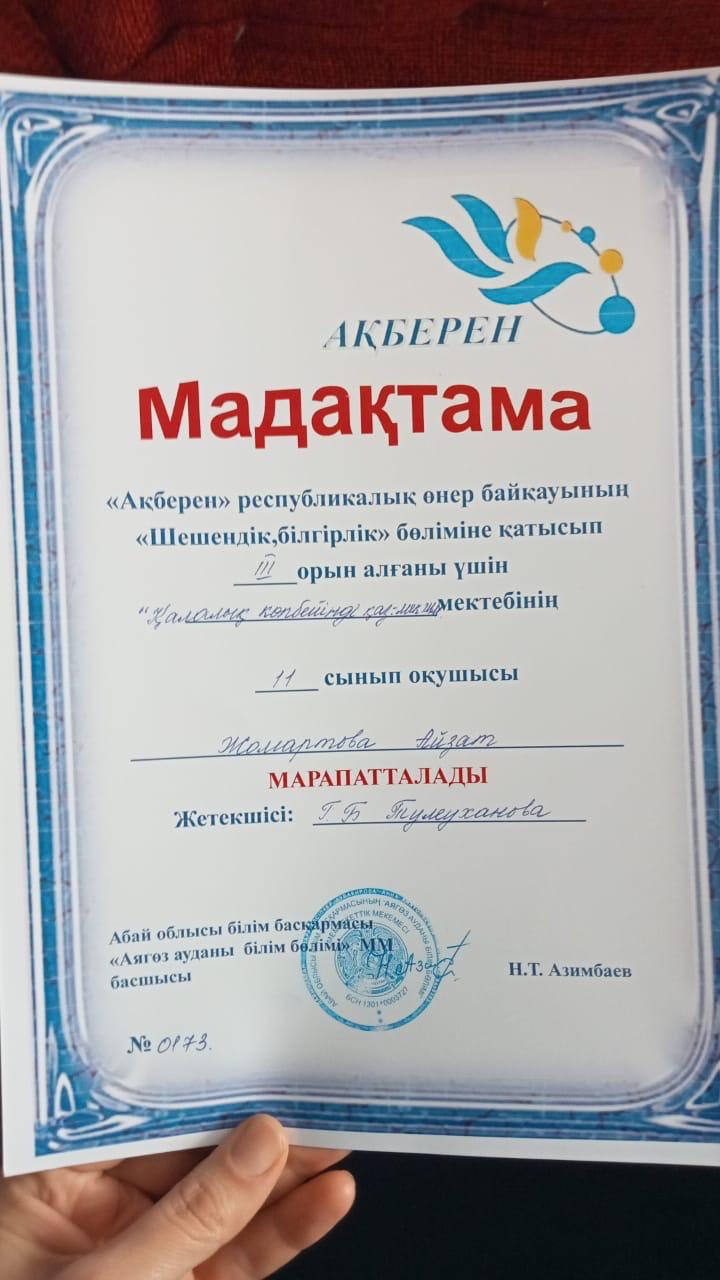 АҚБЕРЕН
Мадақтама
«Ақберен» республикалық өнер байқауының
«Шешендік,білгірлік» бөліміне қатысып
III орын алғаны үшін
"Қалалық көпбейінді мектебінің
11 сынып оқушысы
Жомартова Айзат
МАРАПАТТАЛАДЫ
Жетекшісі: Г. Б Тулеуханова
Абай облысы білім басқармасы
«Аягөз ауданы білім бөлімі» ММ
басшысы
Н.Т. Азимбаев
№ 0173.